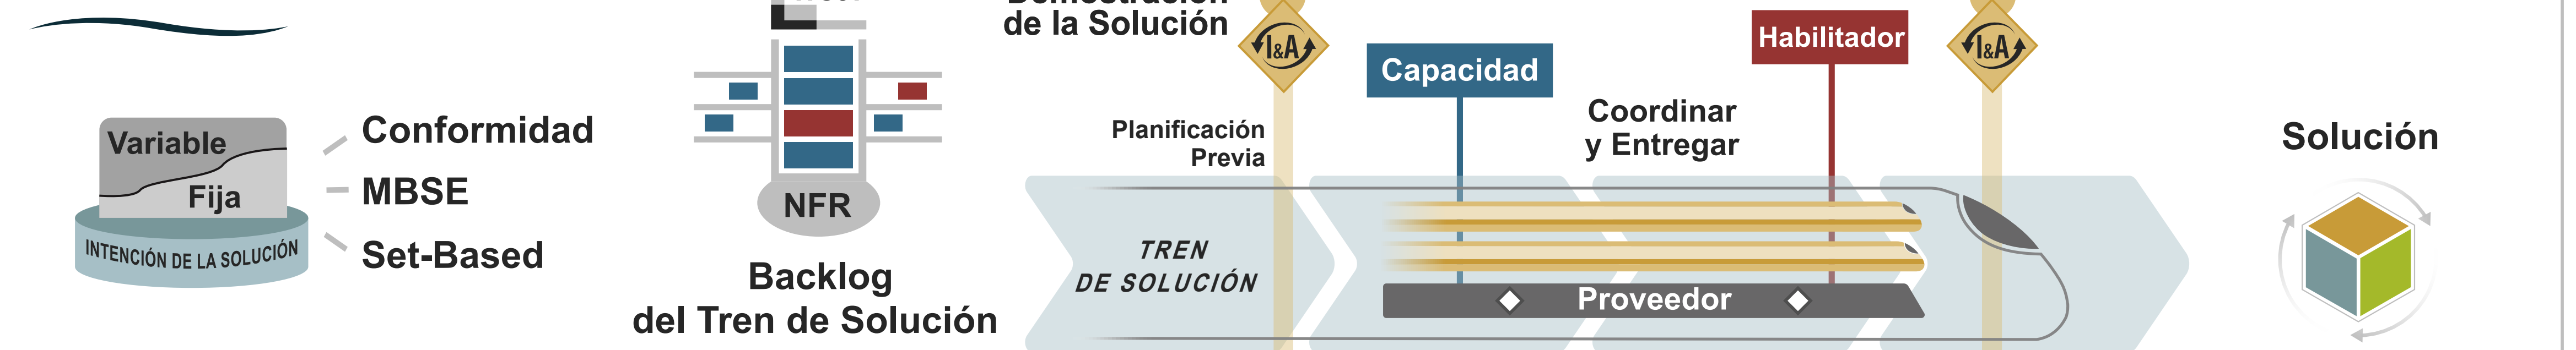 Variable
Fija
INTENCIÓN DE LA SOLUCIÓN
Conformidad
MBSE
Set-Based
NFR
Backlog
del Tren de Solución
Demostración
de la Solución
I&A
Capacidad
Habilitador
I&A
Planificación
Previa
Coordinar
y Entregar
TREN
DE SOLUCIÓN
Proveedor
Solución